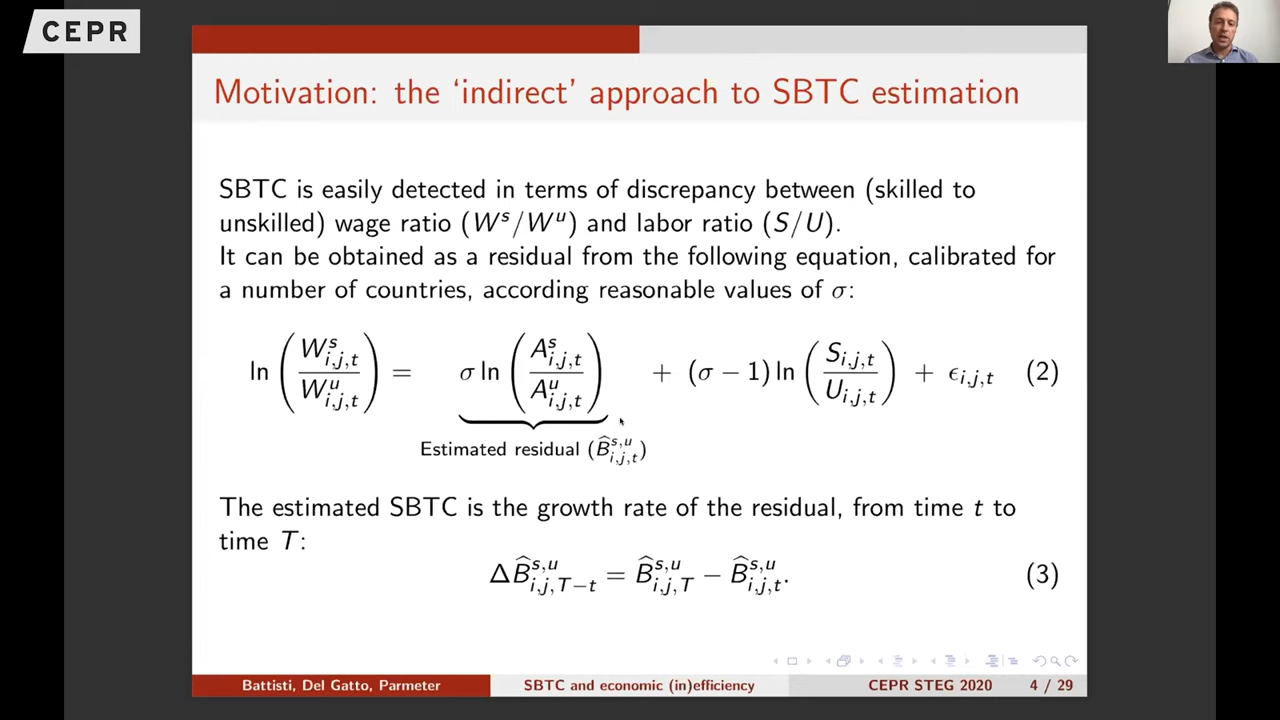 CEPR
Motivation: the ‘indirect’ approach to SBTC estimation
SBTC is easily detected in terms of discrepancy between (skilled to
unskilled) wage ratio (W^s/W^u) and labor ratio (S/U).
It can be obtained as a residual from the following equation, calibrated for
a number of countries, according reasonable values of σ:
ln (W^s_{i,j,t} / W^u_{i,j,t}) = σ ln (A^s_{i,j,t} / A^u_{i,j,t}) + (σ − 1) ln (S_{i,j,t} / U_{i,j,t}) + ϵ_{i,j,t} (2)
Estimated residual (B̂^{s,u}_{i,j,t})
The estimated SBTC is the growth rate of the residual, from time t to
time T:
ΔB̂^{s,u}_{i,j,T−t} = B̂^{s,u}_{i,j,T} − B̂^{s,u}_{i,j,t}. (3)
Battisti, Del Gatto, Parmeter SBTC and economic (in)efficiency CEPR STEG 2020 4 / 29